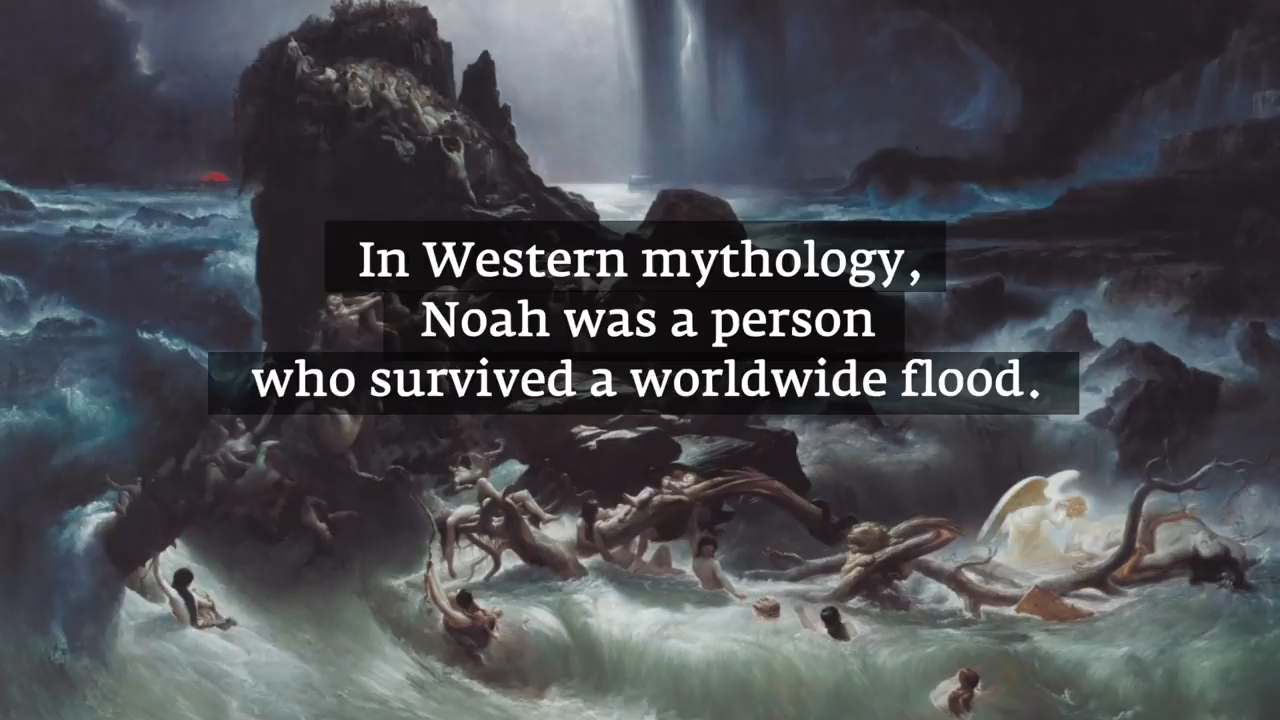 In Western mythology,
Noah was a person
who survived a worldwide flood.